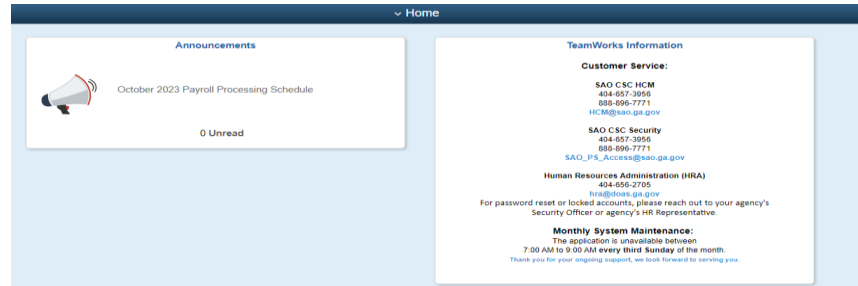 Home
Announcements
October 2023 Payroll Processing Schedule
0 Unread
TeamWorks Information
Customer Service:
SAO CSC HCM
404-657-3956
888-896-7771
HCM@sao.ga.gov
SAO CSC Security
404-657-3956
888-896-7771
SAO_PS_Access@sao.ga.gov
Human Resources Administration (HRA)
404-656-2705
hra@doas.ga.gov
For password reset or locked accounts, please reach out to your agency's
Security Officer or agency's HR Representative.
Monthly System Maintenance:
The application is unavailable between
7:00 AM to 9:00 AM every third Sunday of the month.
Thank you for your ongoing support, we look forward to serving you.